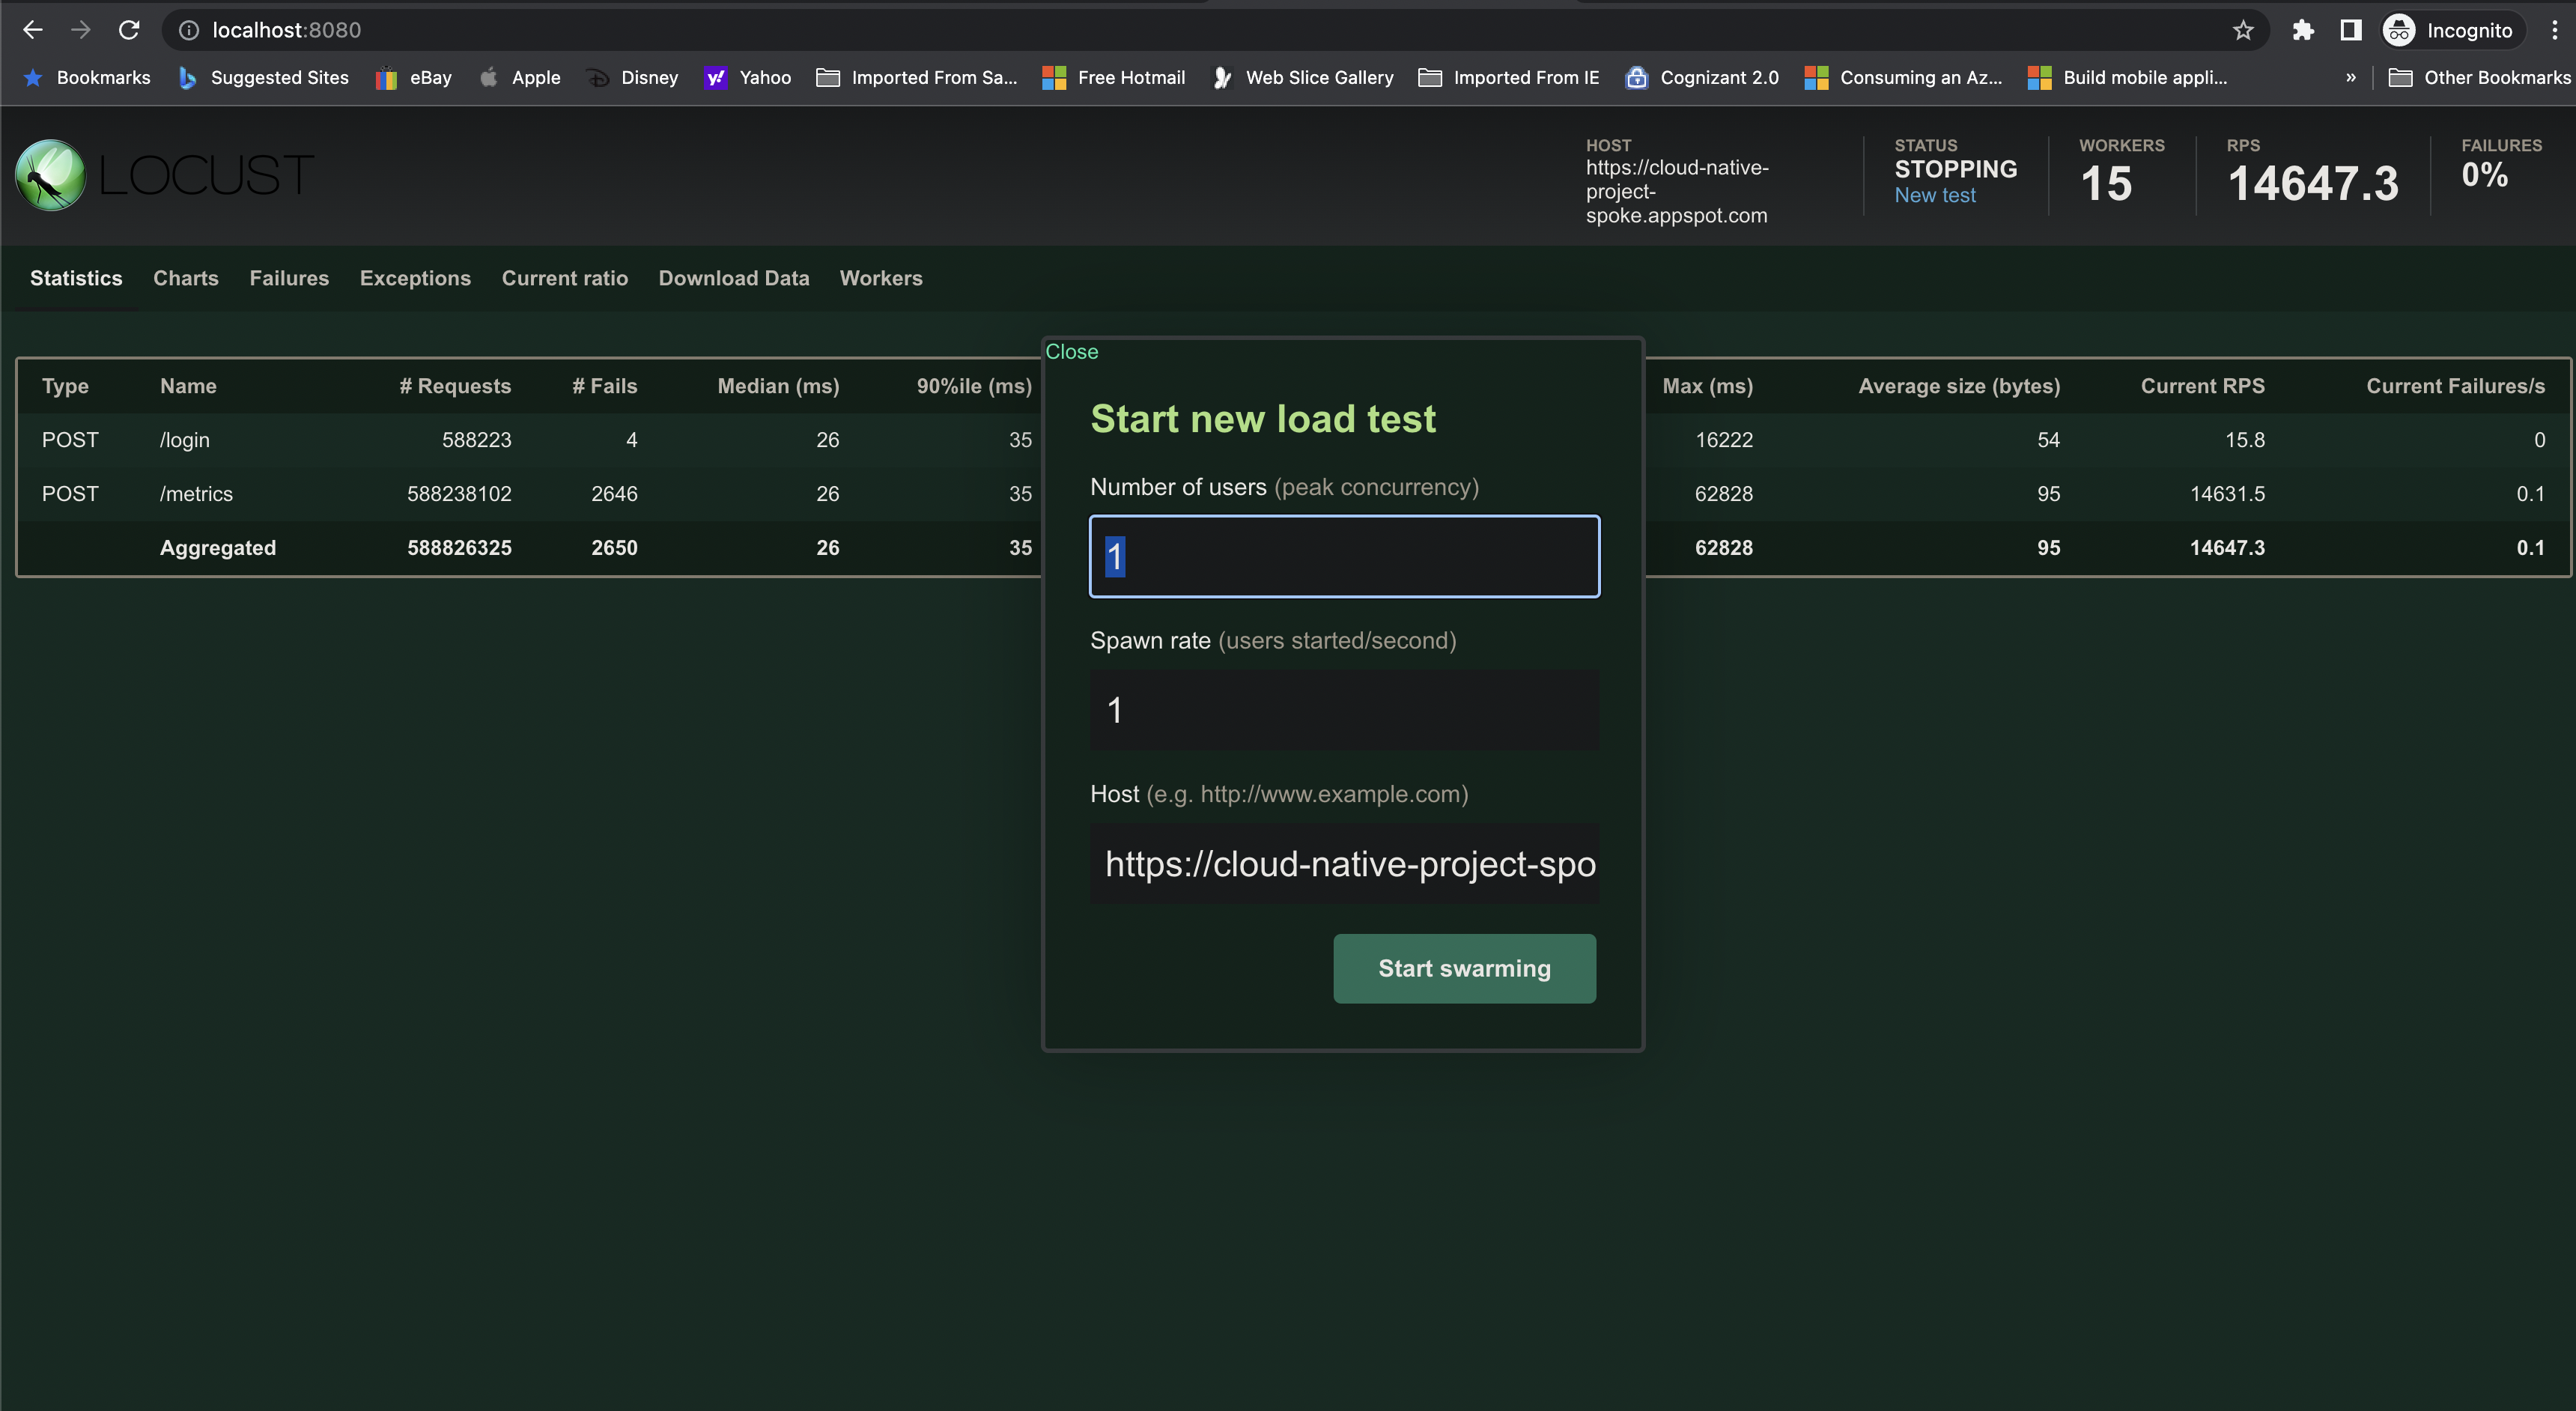 localhost:8080
Incognito
Bookmarks Suggested Sites eBay Apple Disney Yahoo Imported From Sa... Free Hotmail Web Slice Gallery Imported From IE Cognizant 2.0 Consuming an Az... Build mobile appli... » Other Bookmarks
LOCUST
HOST
https://cloud-native-
project-
spoke.appspot.com
STATUS
STOPPING
New test
WORKERS
15
RPS
14647.3
FAILURES
0%
Statistics Charts Failures Exceptions Current ratio Download Data Workers
Type Name # Requests # Fails Median (ms) 90%ile (ms) Max (ms) Average size (bytes) Current RPS Current Failures/s
POST /login 588223 4 26 35 16222 54 15.8 0
POST /metrics 588238102 2646 26 35 62828 95 14631.5 0.1
Aggregated 588826325 2650 26 35 62828 95 14647.3 0.1
Close
Start new load test
Number of users (peak concurrency)
1
Spawn rate (users started/second)
1
Host (e.g. http://www.example.com)
https://cloud-native-project-spo
Start swarming